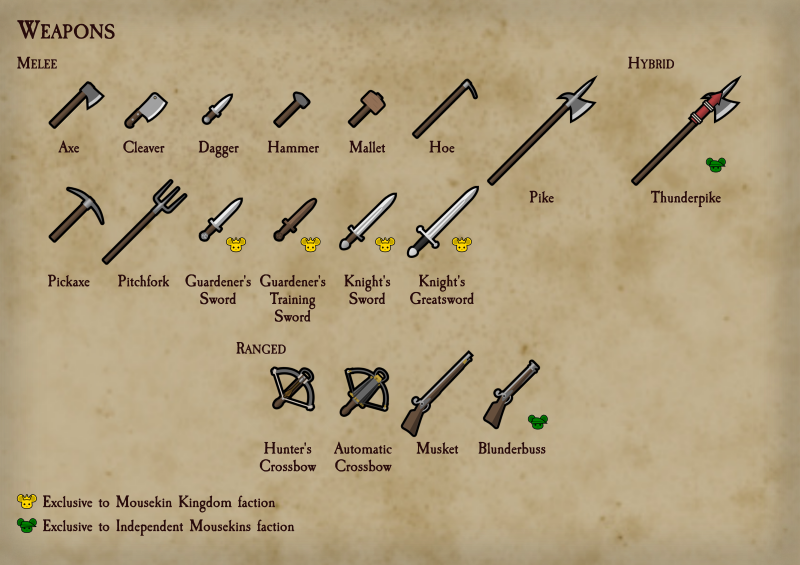 Weapons
Melee
Hybrid
Axe
Cleaver
Dagger
Hammer
Mallet
Hoe
Pike
Thunderpike
Pickaxe
Pitchfork
Guardener's
Sword
Guardener's
Training
Sword
Knight's
Sword
Knight's
Greatsword
Ranged
Hunter's
Crossbow
Automatic
Crossbow
Musket
Blunderbuss
Exclusive to Mousekin Kingdom faction
Exclusive to Independent Mousekins faction